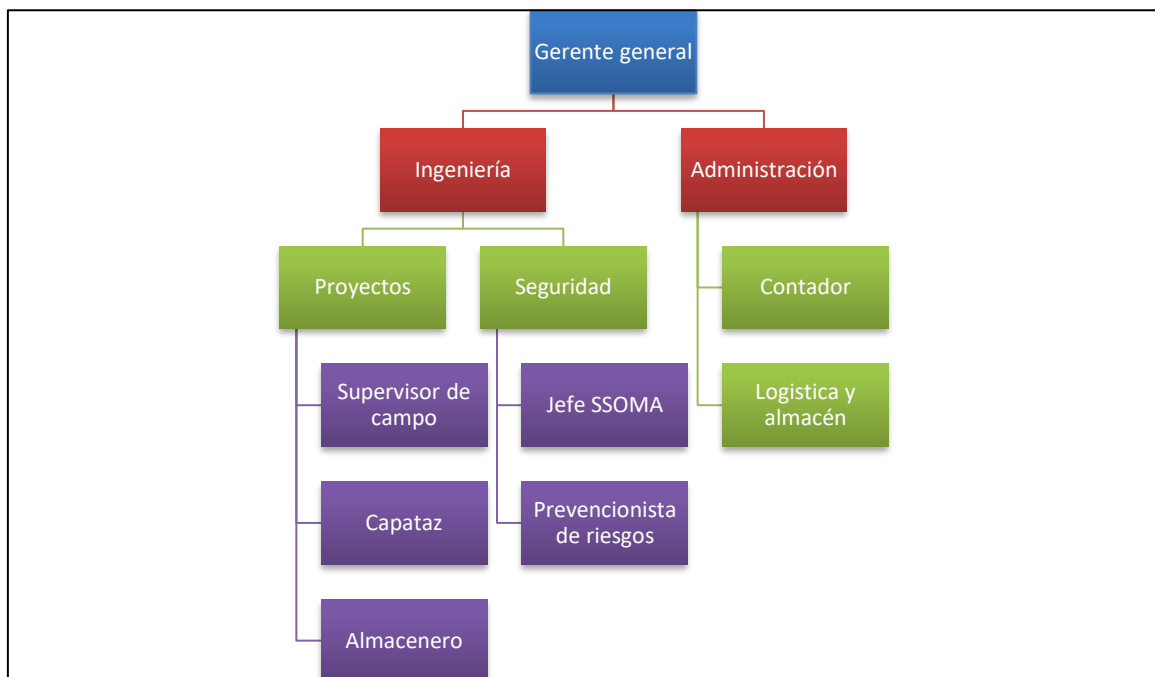 Gerente general
Ingeniería
Administración
Proyectos
Seguridad
Contador
Supervisor de
campo
Jefe SSOMA
Logistica y
almacén
Capataz
Prevencionista
de riesgos
Almacenero